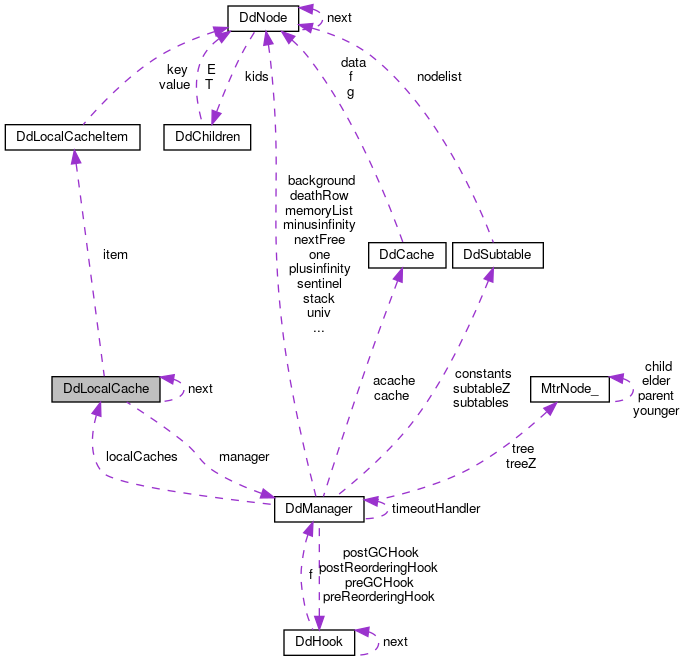 DdNode
next
key
value
E
T
kids
data
f
g
nodelist
DdLocalCacheItem
DdChildren
background
deathRow
memoryList
minusinfinity
nextFree
one
plusinfinity
sentinel
stack
univ
...
item
DdCache
DdSubtable
DdLocalCache
next
acache
cache
constants
subtableZ
subtables
MtrNode_
child
elder
parent
younger
localCaches
manager
tree
treeZ
DdManager
timeoutHandler
f
postGCHook
postReorderingHook
preGCHook
preReorderingHook
DdHook
next